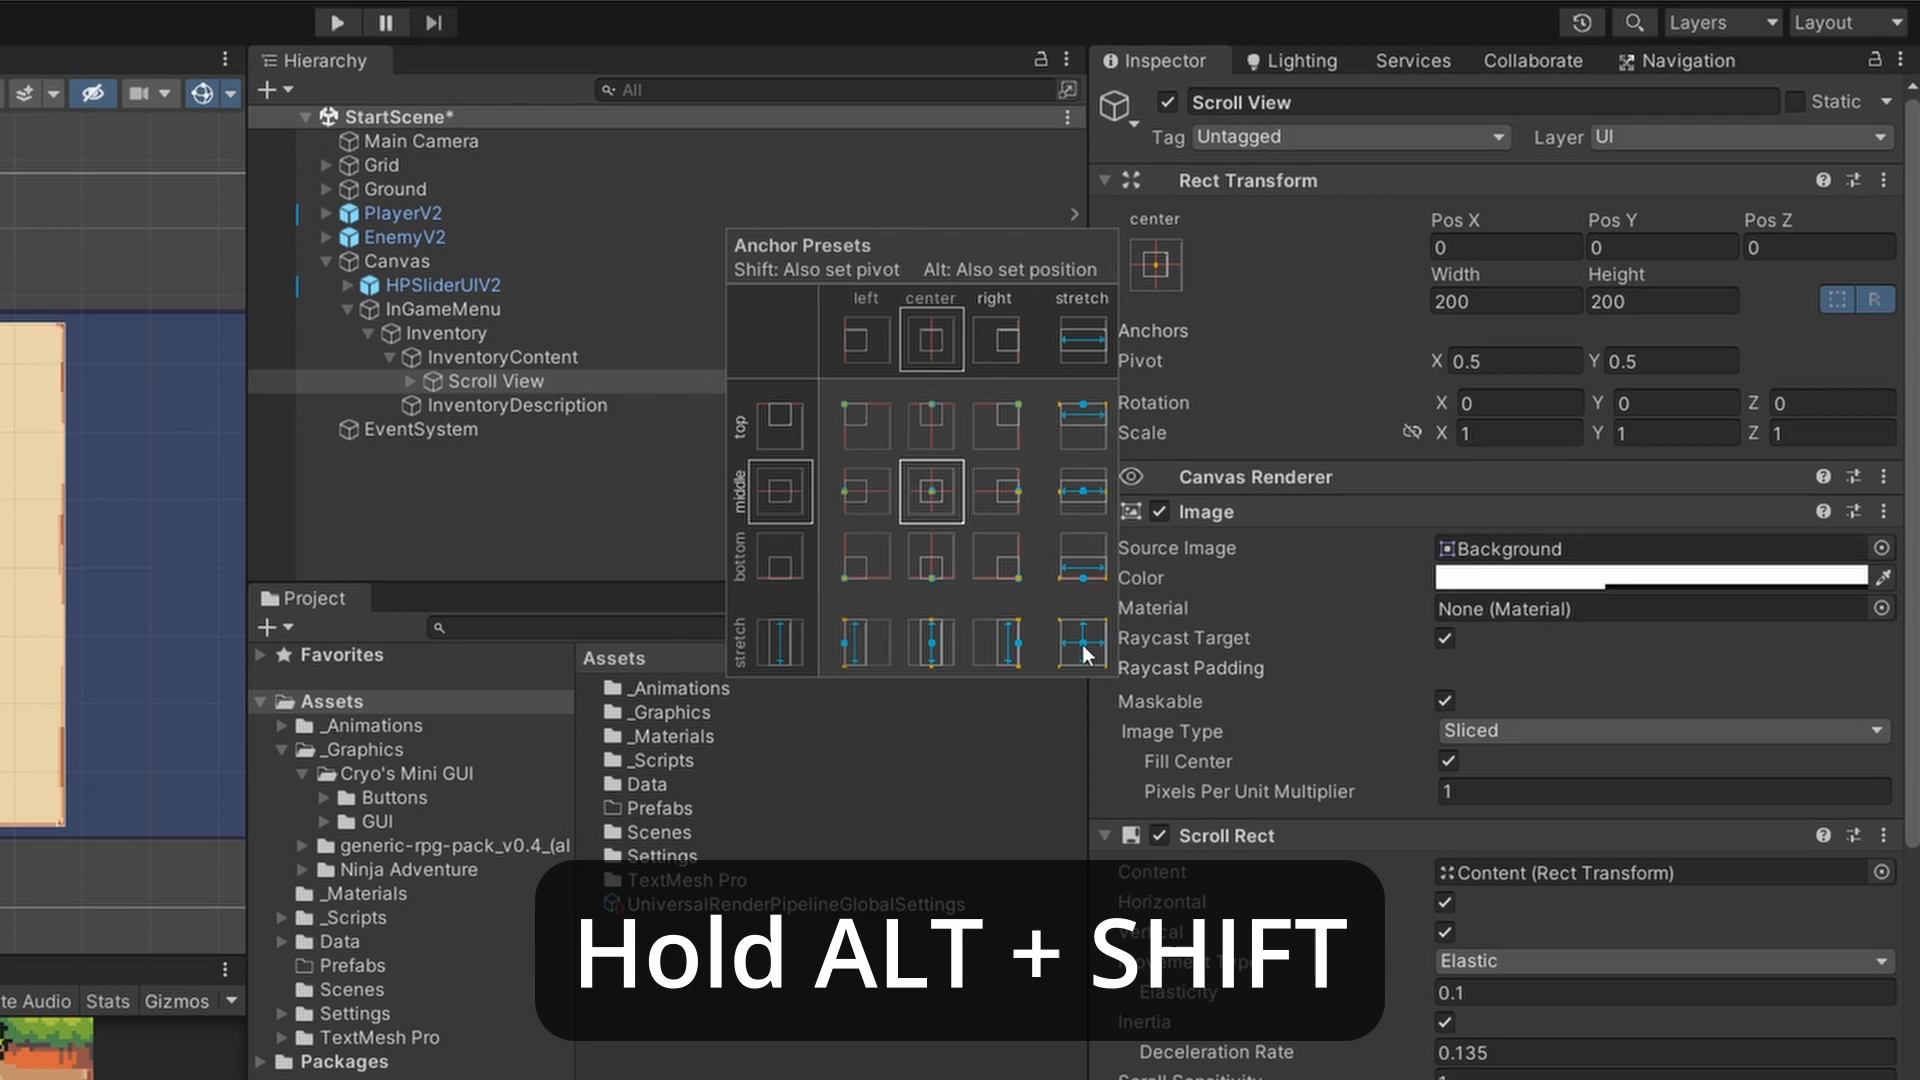 Layers
Layout
Hierarchy
All
StartScene*
Main Camera
Grid
Ground
PlayerV2
EnemyV2
Canvas
HPSliderUIV2
InGameMenu
Inventory
InventoryContent
Scroll View
InventoryDescription
EventSystem
Anchor Presets
Shift: Also set pivot Alt: Also set position
left center right stretch
top
middle
bottom
stretch
Inspector Lighting Services Collaborate Navigation
Scroll View Static
Tag Untagged Layer UI
Rect Transform
center
Pos X Pos Y Pos Z
0 0 0
Width Height
200 200
R
Anchors
Pivot X 0.5 Y 0.5
Rotation X 0 Y 0 Z 0
Scale X 1 Y 1 Z 1
Canvas Renderer
Image
Source Image Background
Color
Material None (Material)
Raycast Target
Raycast Padding
Maskable
Image Type Sliced
Fill Center
Pixels Per Unit Multiplier 1
Scroll Rect
Content Content (Rect Transform)
Horizontal
Vertical
Movement Type Elastic
Elasticity 0.1
Inertia
Deceleration Rate 0.135
Scroll Sensitivity
Project
Favorites
Assets
_Animations
_Graphics
Cryo's Mini GUI
Buttons
GUI
generic-rpg-pack_v0.4_(al
Ninja Adventure
_Materials
_Scripts
Data
Prefabs
Scenes
Settings
TextMesh Pro
Packages
Assets
_Animations
_Graphics
_Materials
_Scripts
Data
Prefabs
Scenes
Settings
TextMesh Pro
UniversalRenderPipelineGlobalSettings
te Audio Stats Gizmos
Hold ALT + SHIFT